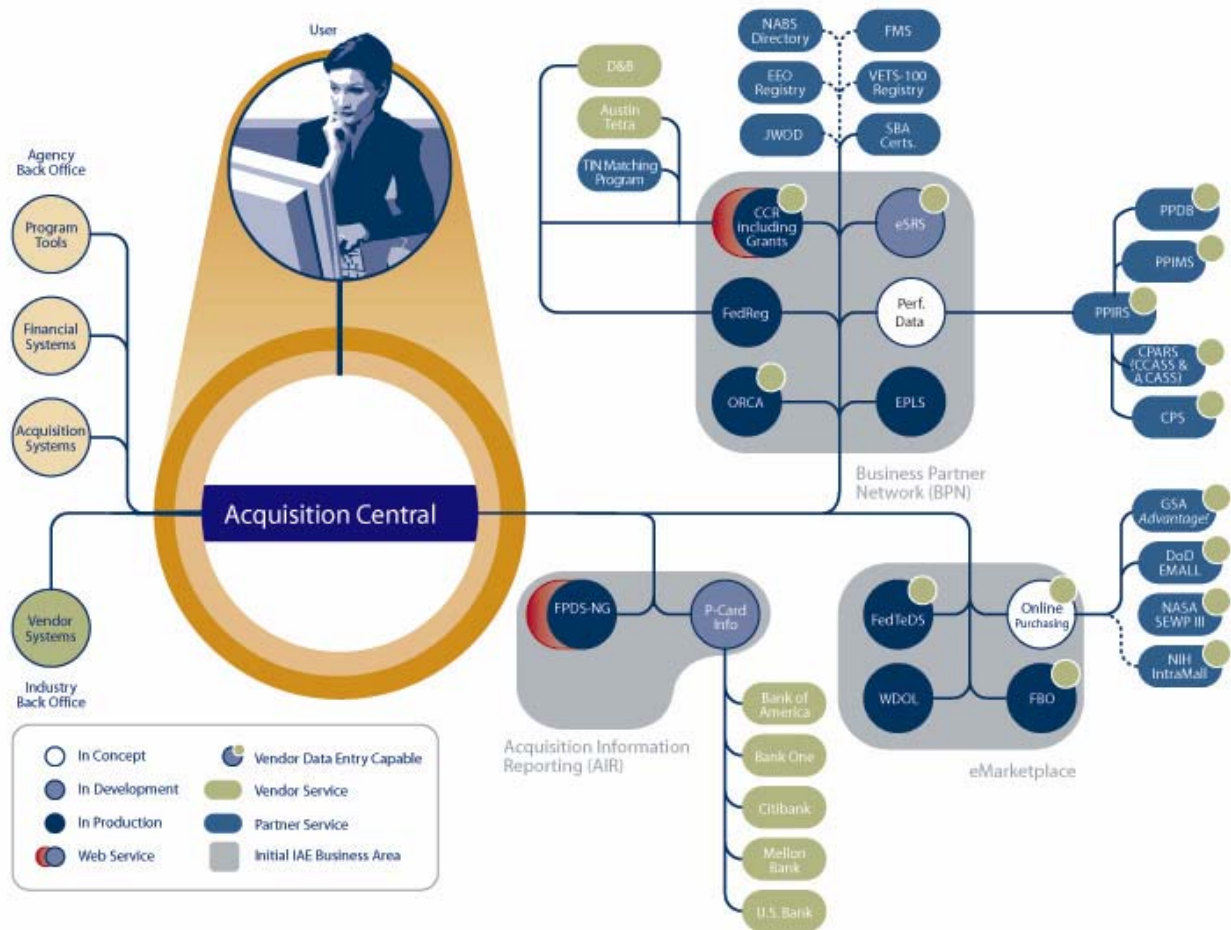 User
Agency
Back Office
Program
Tools
Financial
Systems
Acquisition
Systems
Vendor
Systems
Industry
Back Office
Acquisition Central
D&B
Austin
Tetra
TIN Matching
Program
NABS
Directory
FMS
EEO
Registry
VETS-100
Registry
JWOD
SBA
Certs.
CCR
including
Grants
eSRS
FedReg
Perf.
Data
ORCA
EPLS
Business Partner
Network (BPN)
PPDB
PPIMS
PPIRS
CPARS
(CCASS &
ACASS)
CPS
FPDS-NG
P-Card
Info
Acquisition Information
Reporting (AIR)
Bank of
America
Bank One
Citibank
Mellon
Bank
U.S. Bank
FedTeDS
Online
Purchasing
WDOL
FBO
eMarketplace
GSA
Advantage!
DoD
EMALL
NASA
SEWP III
NIH
IntraMall
In Concept
In Development
In Production
Web Service
Vendor Data Entry Capable
Vendor Service
Partner Service
Initial IAE Business Area